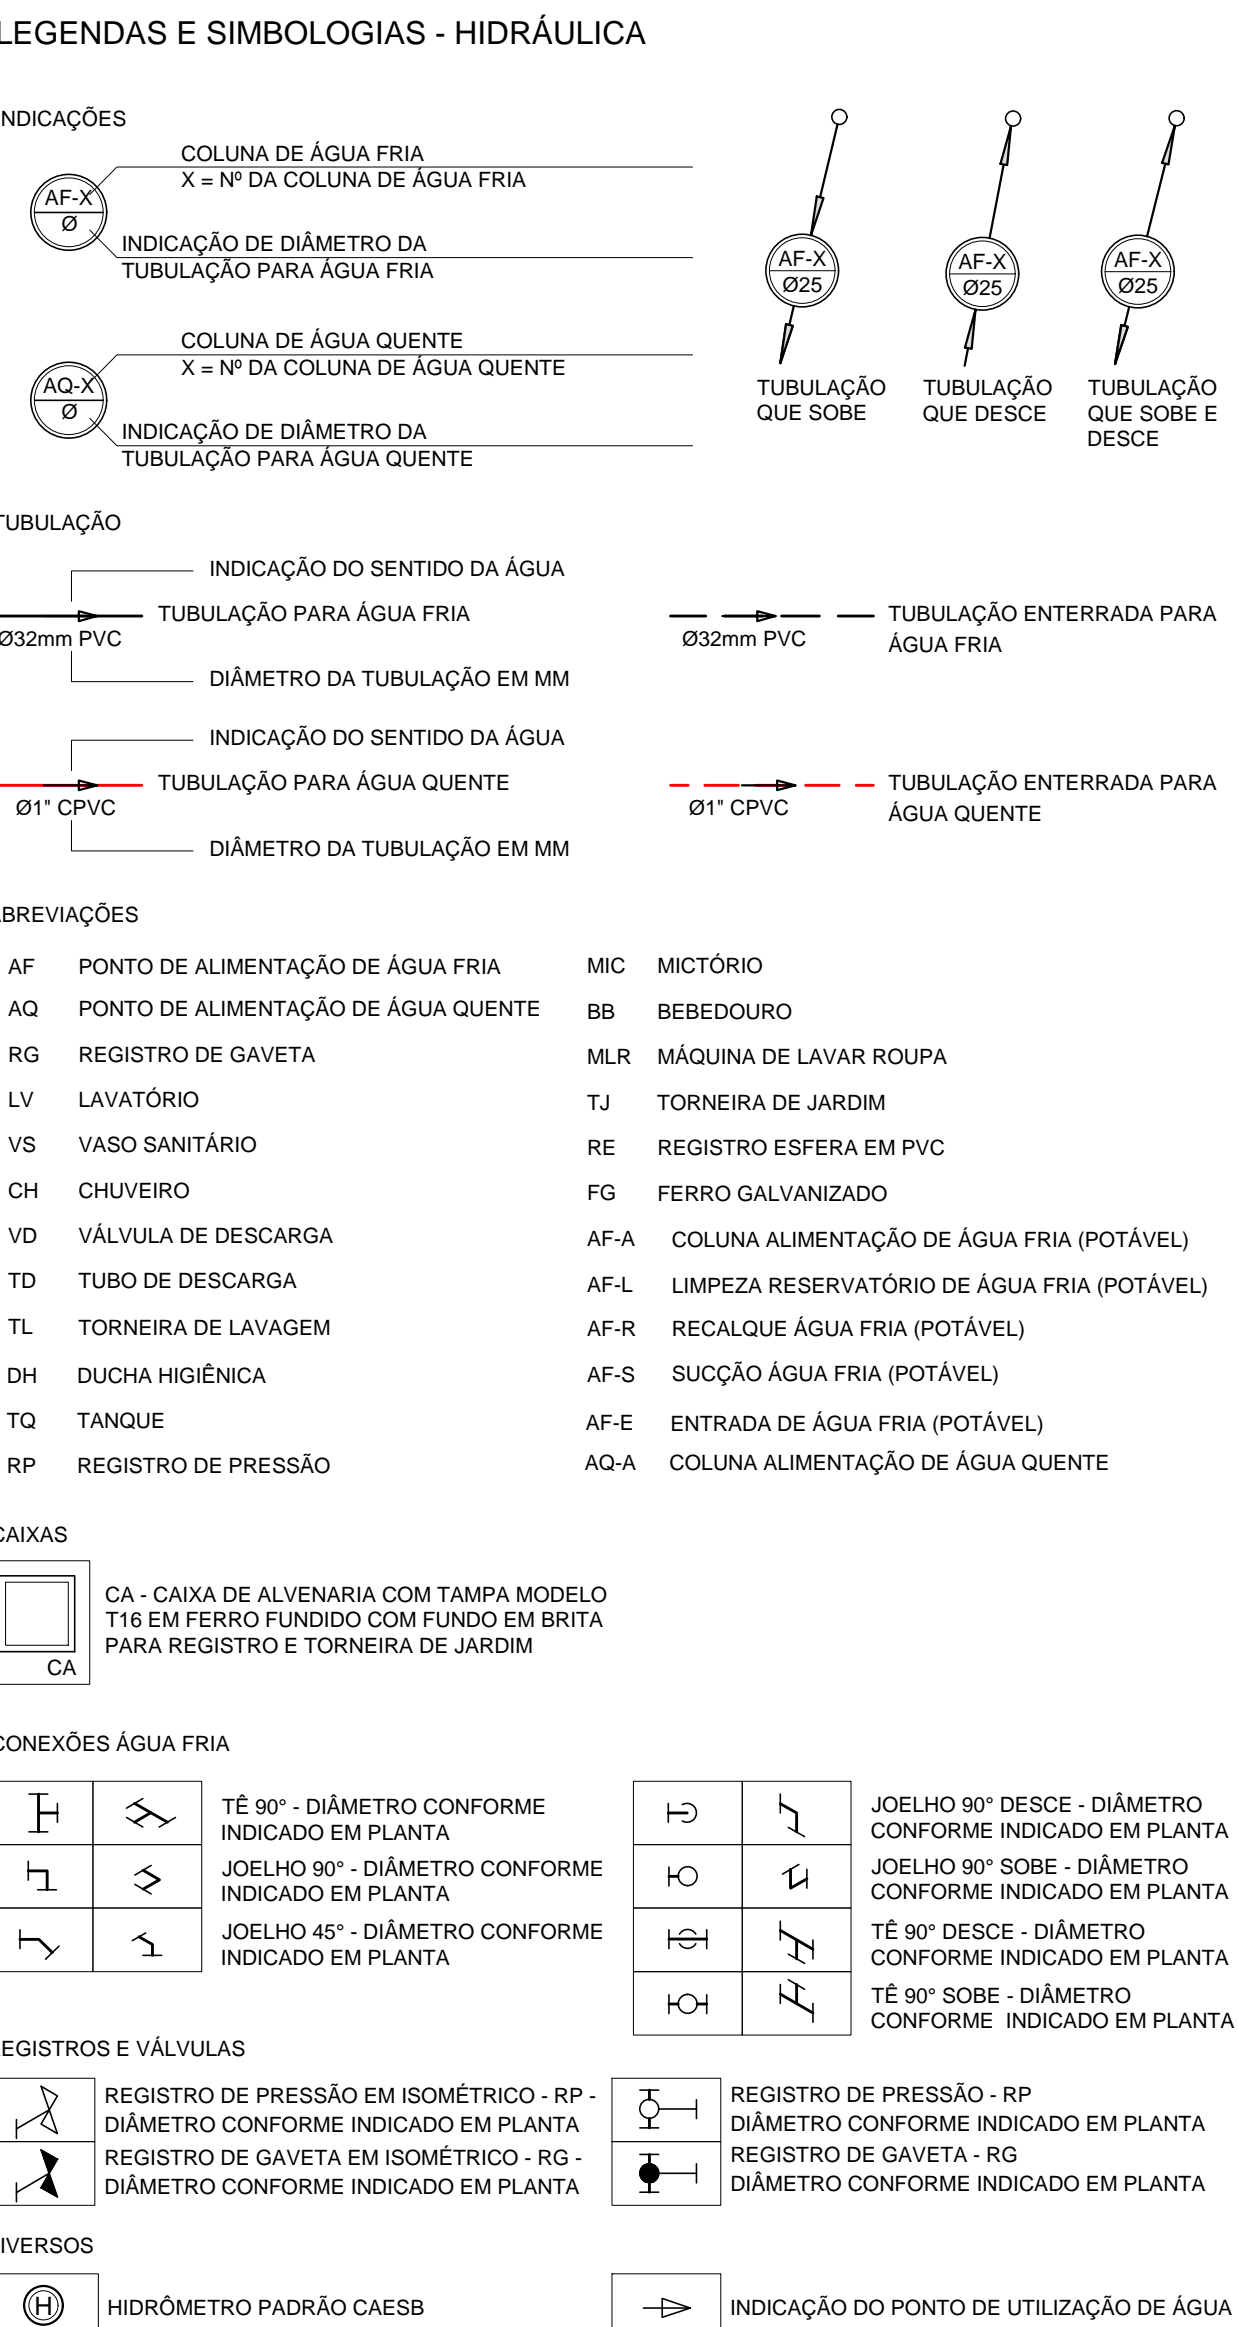 LEGENDAS E SIMBOLOGIAS - HIDRÁULICA
INDICAÇÕES
COLUNA DE ÁGUA FRIA
X = Nº DA COLUNA DE ÁGUA FRIA
AF-X
Ø
INDICAÇÃO DE DIÂMETRO DA
TUBULAÇÃO PARA ÁGUA FRIA
COLUNA DE ÁGUA QUENTE
X = Nº DA COLUNA DE ÁGUA QUENTE
AQ-X
Ø
INDICAÇÃO DE DIÂMETRO DA
TUBULAÇÃO PARA ÁGUA QUENTE
AF-X
Ø25
TUBULAÇÃO
QUE SOBE
AF-X
Ø25
TUBULAÇÃO
QUE DESCE
AF-X
Ø25
TUBULAÇÃO
QUE SOBE E
DESCE
TUBULAÇÃO
INDICAÇÃO DO SENTIDO DA ÁGUA
TUBULAÇÃO PARA ÁGUA FRIA
Ø32mm PVC
DIÂMETRO DA TUBULAÇÃO EM MM
Ø32mm PVC
TUBULAÇÃO ENTERRADA PARA
ÁGUA FRIA
INDICAÇÃO DO SENTIDO DA ÁGUA
TUBULAÇÃO PARA ÁGUA QUENTE
Ø1" CPVC
DIÂMETRO DA TUBULAÇÃO EM MM
Ø1" CPVC
TUBULAÇÃO ENTERRADA PARA
ÁGUA QUENTE
ABREVIAÇÕES
AF PONTO DE ALIMENTAÇÃO DE ÁGUA FRIA
AQ PONTO DE ALIMENTAÇÃO DE ÁGUA QUENTE
RG REGISTRO DE GAVETA
LV LAVATÓRIO
VS VASO SANITÁRIO
CH CHUVEIRO
VD VÁLVULA DE DESCARGA
TD TUBO DE DESCARGA
TL TORNEIRA DE LAVAGEM
DH DUCHA HIGIÊNICA
TQ TANQUE
RP REGISTRO DE PRESSÃO
MIC MICTÓRIO
BB BEBEDOURO
MLR MÁQUINA DE LAVAR ROUPA
TJ TORNEIRA DE JARDIM
RE REGISTRO ESFERA EM PVC
FG FERRO GALVANIZADO
AF-A COLUNA ALIMENTAÇÃO DE ÁGUA FRIA (POTÁVEL)
AF-L LIMPEZA RESERVATÓRIO DE ÁGUA FRIA (POTÁVEL)
AF-R RECALQUE ÁGUA FRIA (POTÁVEL)
AF-S SUCÇÃO ÁGUA FRIA (POTÁVEL)
AF-E ENTRADA DE ÁGUA FRIA (POTÁVEL)
AQ-A COLUNA ALIMENTAÇÃO DE ÁGUA QUENTE
CAIXAS
CA
CA - CAIXA DE ALVENARIA COM TAMPA MODELO
T16 EM FERRO FUNDIDO COM FUNDO EM BRITA
PARA REGISTRO E TORNEIRA DE JARDIM
CONEXÕES ÁGUA FRIA
TÊ 90° - DIÂMETRO CONFORME
INDICADO EM PLANTA
JOELHO 90° - DIÂMETRO CONFORME
INDICADO EM PLANTA
JOELHO 45° - DIÂMETRO CONFORME
INDICADO EM PLANTA
JOELHO 90° DESCE - DIÂMETRO
CONFORME INDICADO EM PLANTA
JOELHO 90° SOBE - DIÂMETRO
CONFORME INDICADO EM PLANTA
TÊ 90° DESCE - DIÂMETRO
CONFORME INDICADO EM PLANTA
TÊ 90° SOBE - DIÂMETRO
CONFORME INDICADO EM PLANTA
REGISTROS E VÁLVULAS
REGISTRO DE PRESSÃO EM ISOMÉTRICO - RP -
DIÂMETRO CONFORME INDICADO EM PLANTA
REGISTRO DE GAVETA EM ISOMÉTRICO - RG -
DIÂMETRO CONFORME INDICADO EM PLANTA
REGISTRO DE PRESSÃO - RP
DIÂMETRO CONFORME INDICADO EM PLANTA
REGISTRO DE GAVETA - RG
DIÂMETRO CONFORME INDICADO EM PLANTA
DIVERSOS
H
HIDRÔMETRO PADRÃO CAESB
INDICAÇÃO DO PONTO DE UTILIZAÇÃO DE ÁGUA